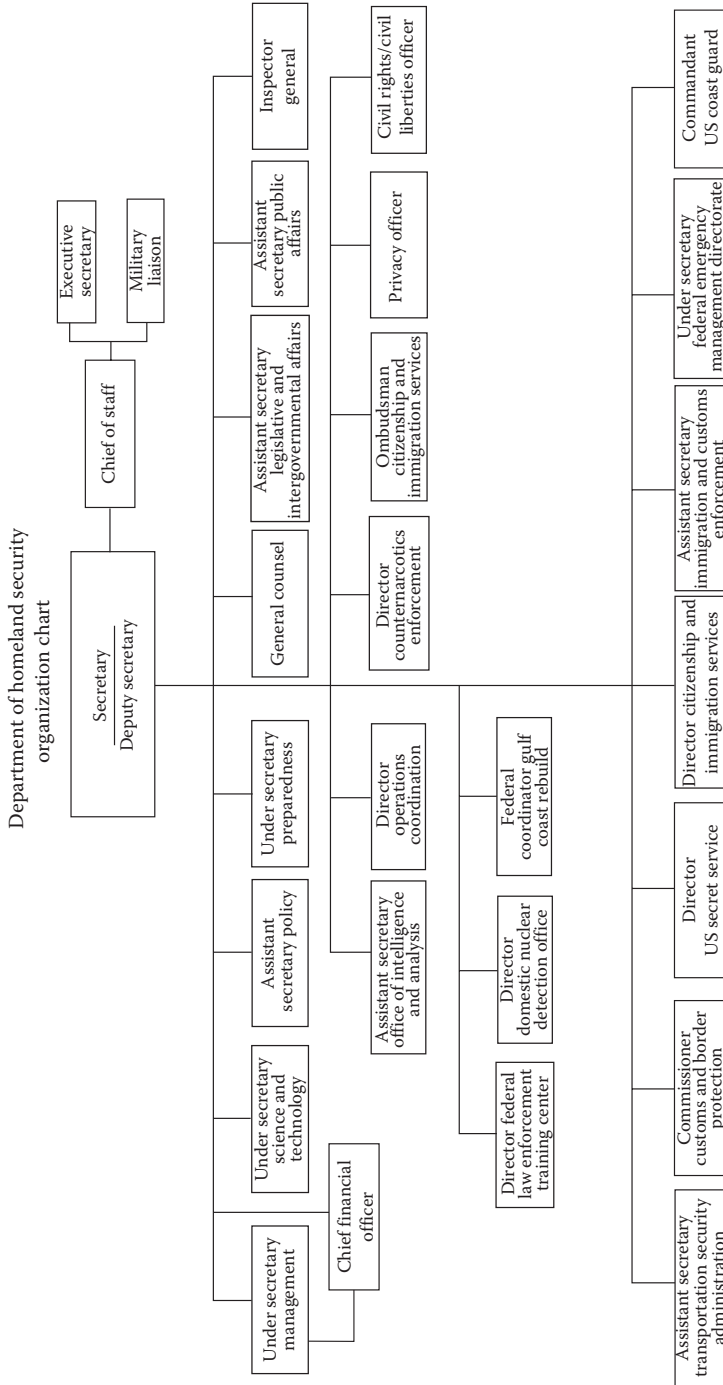 Department of homeland security
organization chart
Secretary
Deputy secretary
Chief of staff
Executive
secretary
Military
liaison
Under secretary
management
Under secretary
science and
technology
Assistant
secretary policy
Under secretary
preparedness
General counsel
Assistant secretary
legislative and
intergovernmental affairs
Assistant
secretary public
affairs
Inspector
general
Chief financial
officer
Assistant secretary
office of intelligence
and analysis
Director
operations
coordination
Director
counternarcotics
enforcement
Ombudsman
citizenship and
immigration services
Privacy officer
Civil rights/civil
liberties officer
Director federal
law enforcement
training center
Director
domestic nuclear
detection office
Federal
coordinator gulf
coast rebuild
Assistant secretary
transportation security
administration
Commissioner
customs and border
protection
Director
US secret service
Director citizenship and
immigration services
Assistant secretary
immigration and customs
enforcement
Under secretary
federal emergency
management directorate
Commandant
US coast guard